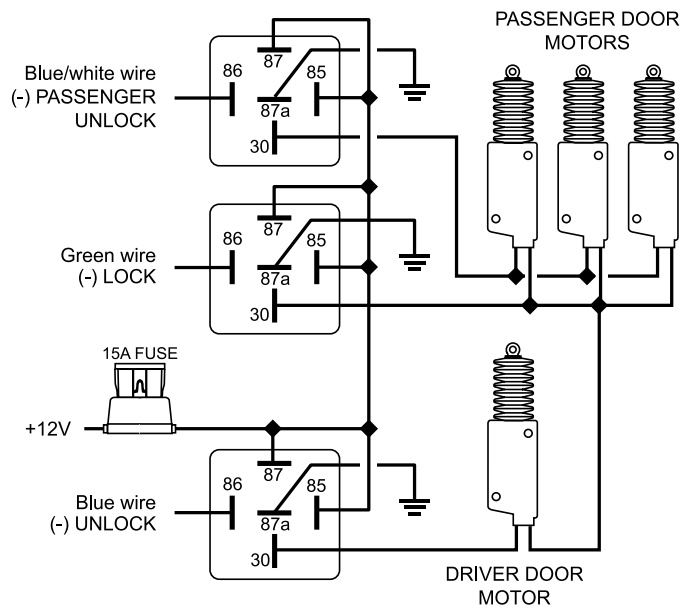 PASSENGER DOOR
MOTORS
Blue/white wire
(-) PASSENGER
UNLOCK
86
87
85
87a
30
Green wire
(-) LOCK
86
87
85
87a
30
15A FUSE
+12V
Blue wire
(-) UNLOCK
86
87
85
87a
30
DRIVER DOOR
MOTOR